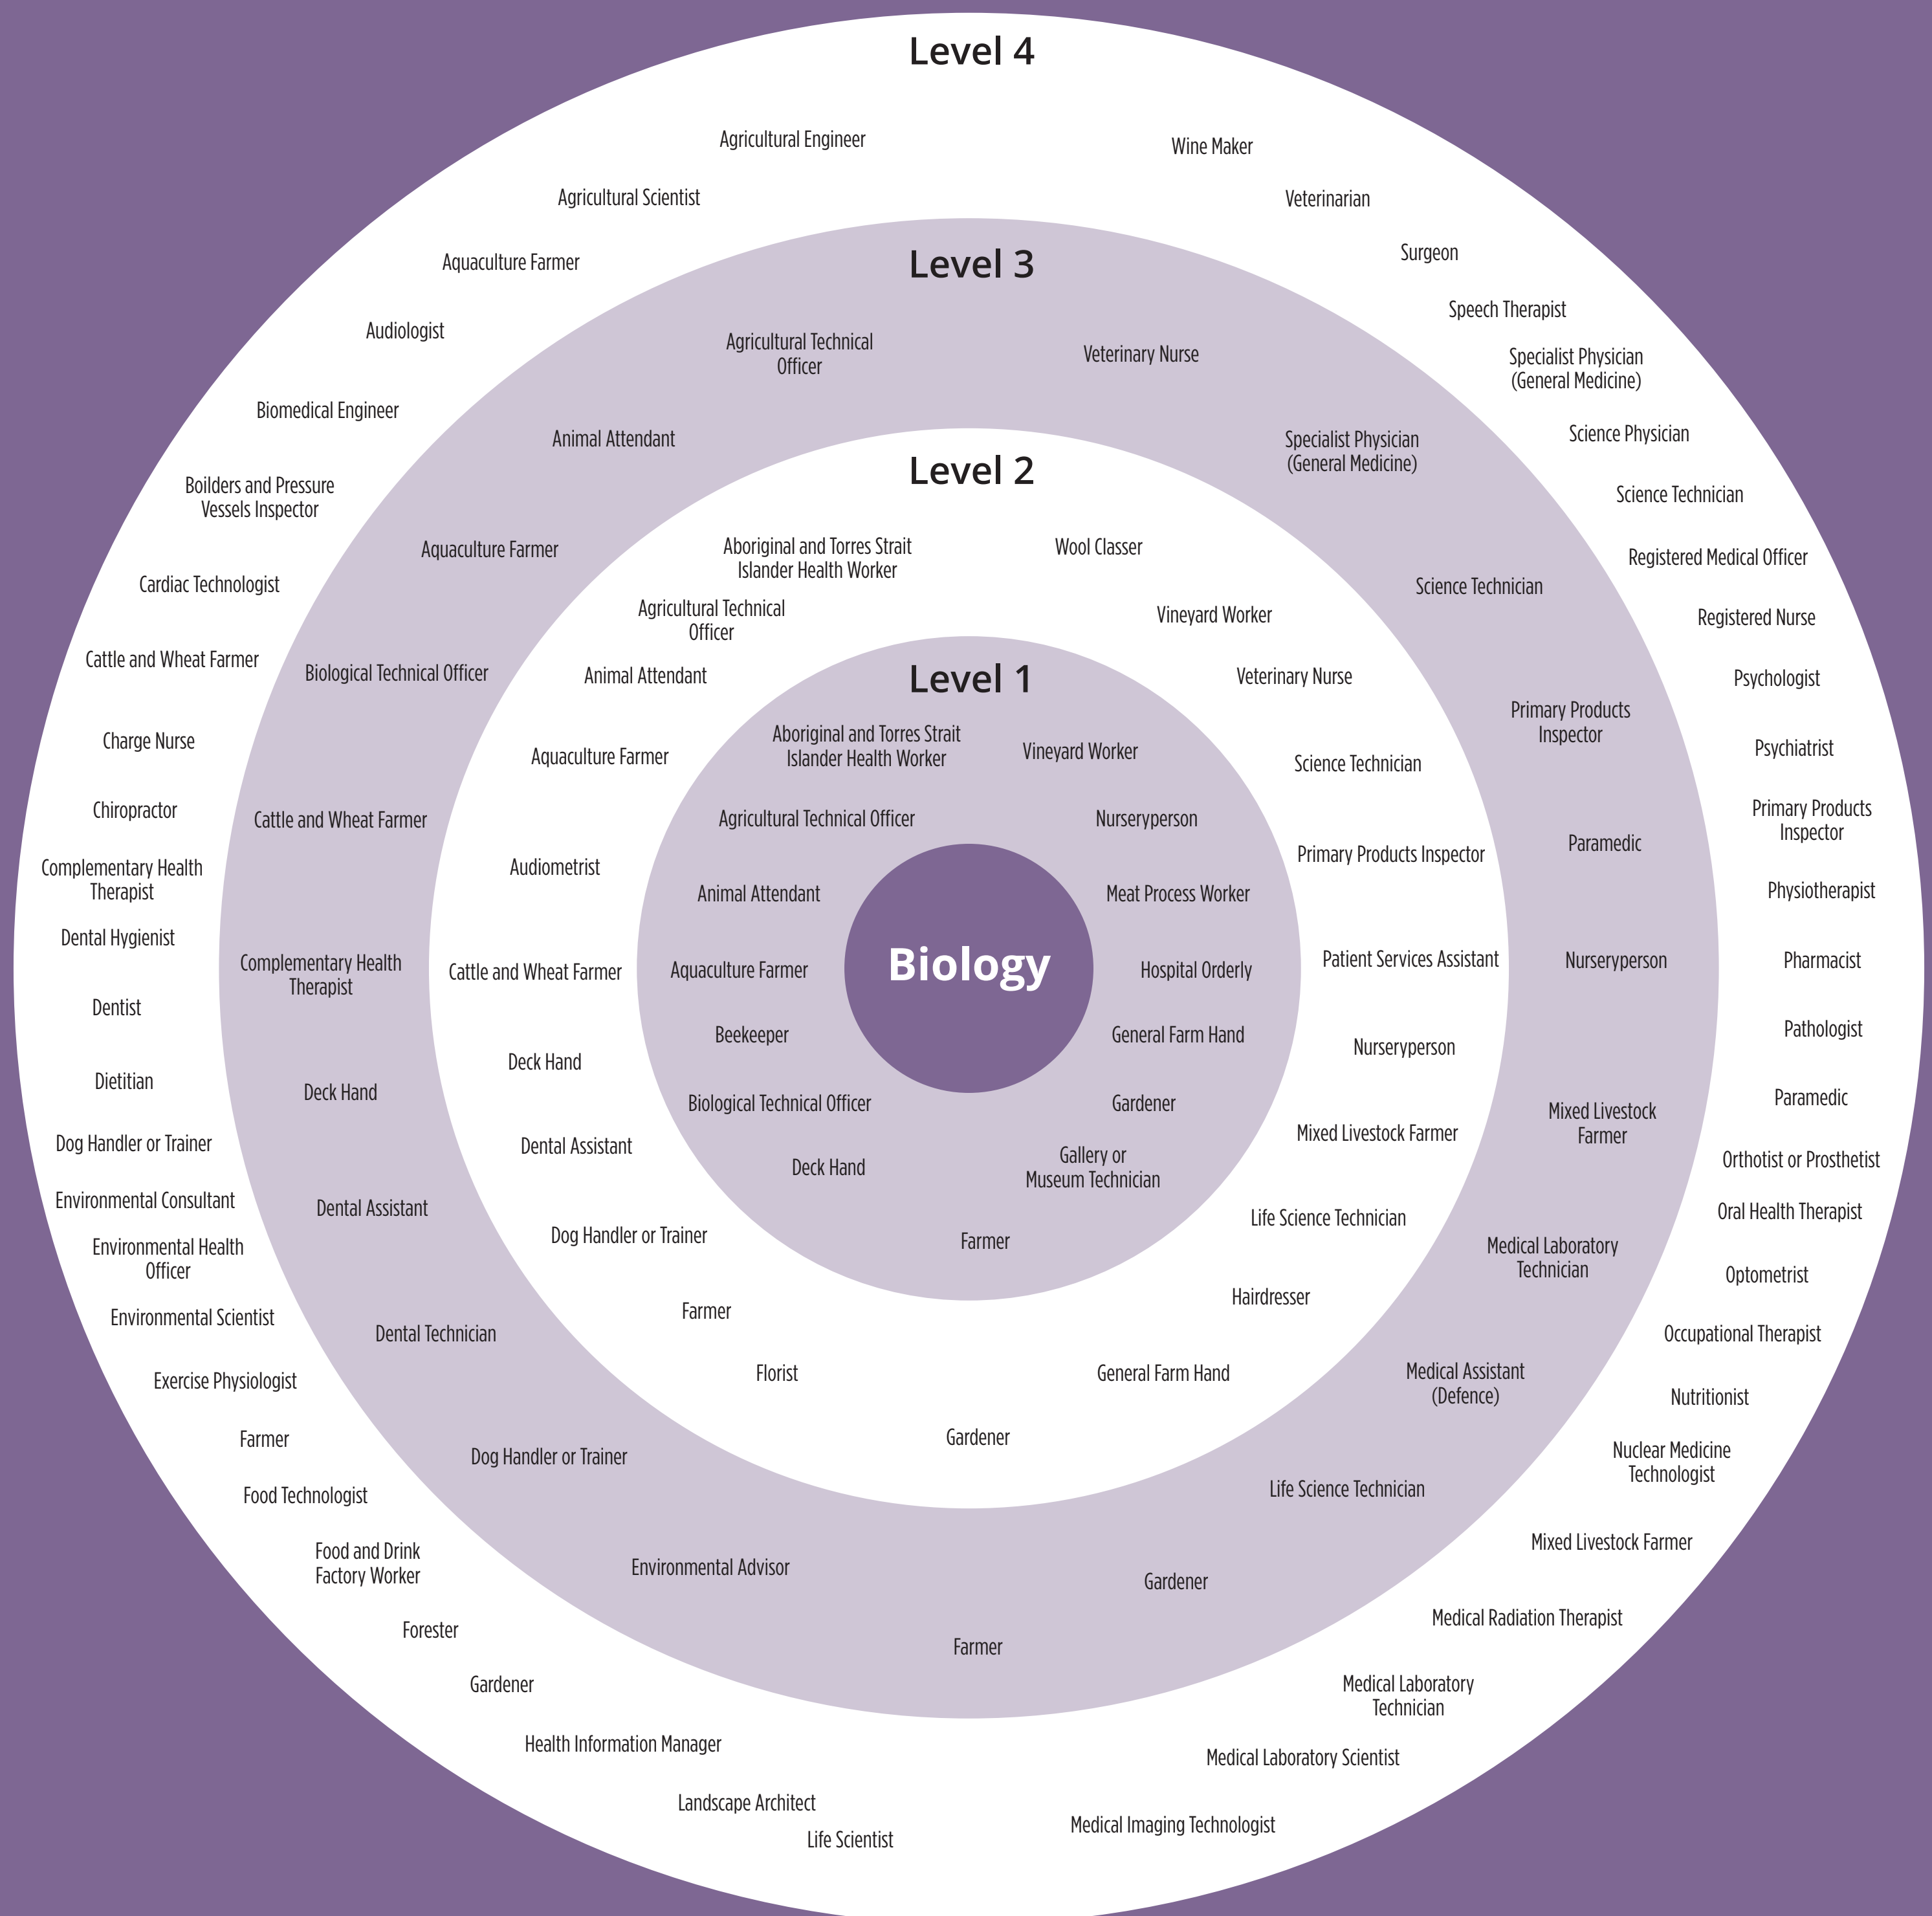 Level 4
Agricultural Engineer
Wine Maker
Agricultural Scientist
Veterinarian
Surgeon
Aquaculture Farmer
Speech Therapist
Audiologist
Specialist Physician
(General Medicine)
Biomedical Engineer
Science Physician
Boilders and Pressure
Vessels Inspector
Science Technician
Registered Medical Officer
Cardiac Technologist
Registered Nurse
Cattle and Wheat Farmer
Psychologist
Charge Nurse
Psychiatrist
Chiropractor
Primary Products
Inspector
Complementary Health
Therapist
Physiotherapist
Dental Hygienist
Pharmacist
Dentist
Pathologist
Dietitian
Paramedic
Dog Handler or Trainer
Orthotist or Prosthetist
Environmental Consultant
Oral Health Therapist
Environmental Health
Officer
Optometrist
Environmental Scientist
Occupational Therapist
Exercise Physiologist
Nutritionist
Farmer
Nuclear Medicine
Technologist
Food Technologist
Mixed Livestock Farmer
Food and Drink
Factory Worker
Medical Radiation Therapist
Forester
Gardener
Medical Laboratory
Technician
Health Information Manager
Medical Laboratory Scientist
Landscape Architect
Medical Imaging Technologist
Life Scientist
Level 3
Agricultural Technical
Officer
Veterinary Nurse
Animal Attendant
Specialist Physician
(General Medicine)
Aquaculture Farmer
Science Technician
Biological Technical Officer
Primary Products
Inspector
Cattle and Wheat Farmer
Paramedic
Complementary Health
Therapist
Nurseryperson
Deck Hand
Mixed Livestock
Farmer
Dental Assistant
Medical Laboratory
Technician
Dental Technician
Medical Assistant
(Defence)
Dog Handler or Trainer
Life Science Technician
Environmental Advisor
Gardener
Farmer
Level 2
Aboriginal and Torres Strait
Islander Health Worker
Wool Classer
Agricultural Technical
Officer
Vineyard Worker
Animal Attendant
Veterinary Nurse
Aquaculture Farmer
Science Technician
Audiometrist
Primary Products Inspector
Cattle and Wheat Farmer
Patient Services Assistant
Deck Hand
Nurseryperson
Dental Assistant
Mixed Livestock Farmer
Dog Handler or Trainer
Life Science Technician
Farmer
Hairdresser
Florist
General Farm Hand
Gardener
Level 1
Aboriginal and Torres Strait
Islander Health Worker
Vineyard Worker
Agricultural Technical Officer
Nurseryperson
Animal Attendant
Meat Process Worker
Aquaculture Farmer
Hospital Orderly
Beekeeper
General Farm Hand
Biological Technical Officer
Gardener
Deck Hand
Gallery or
Museum Technician
Farmer
Biology